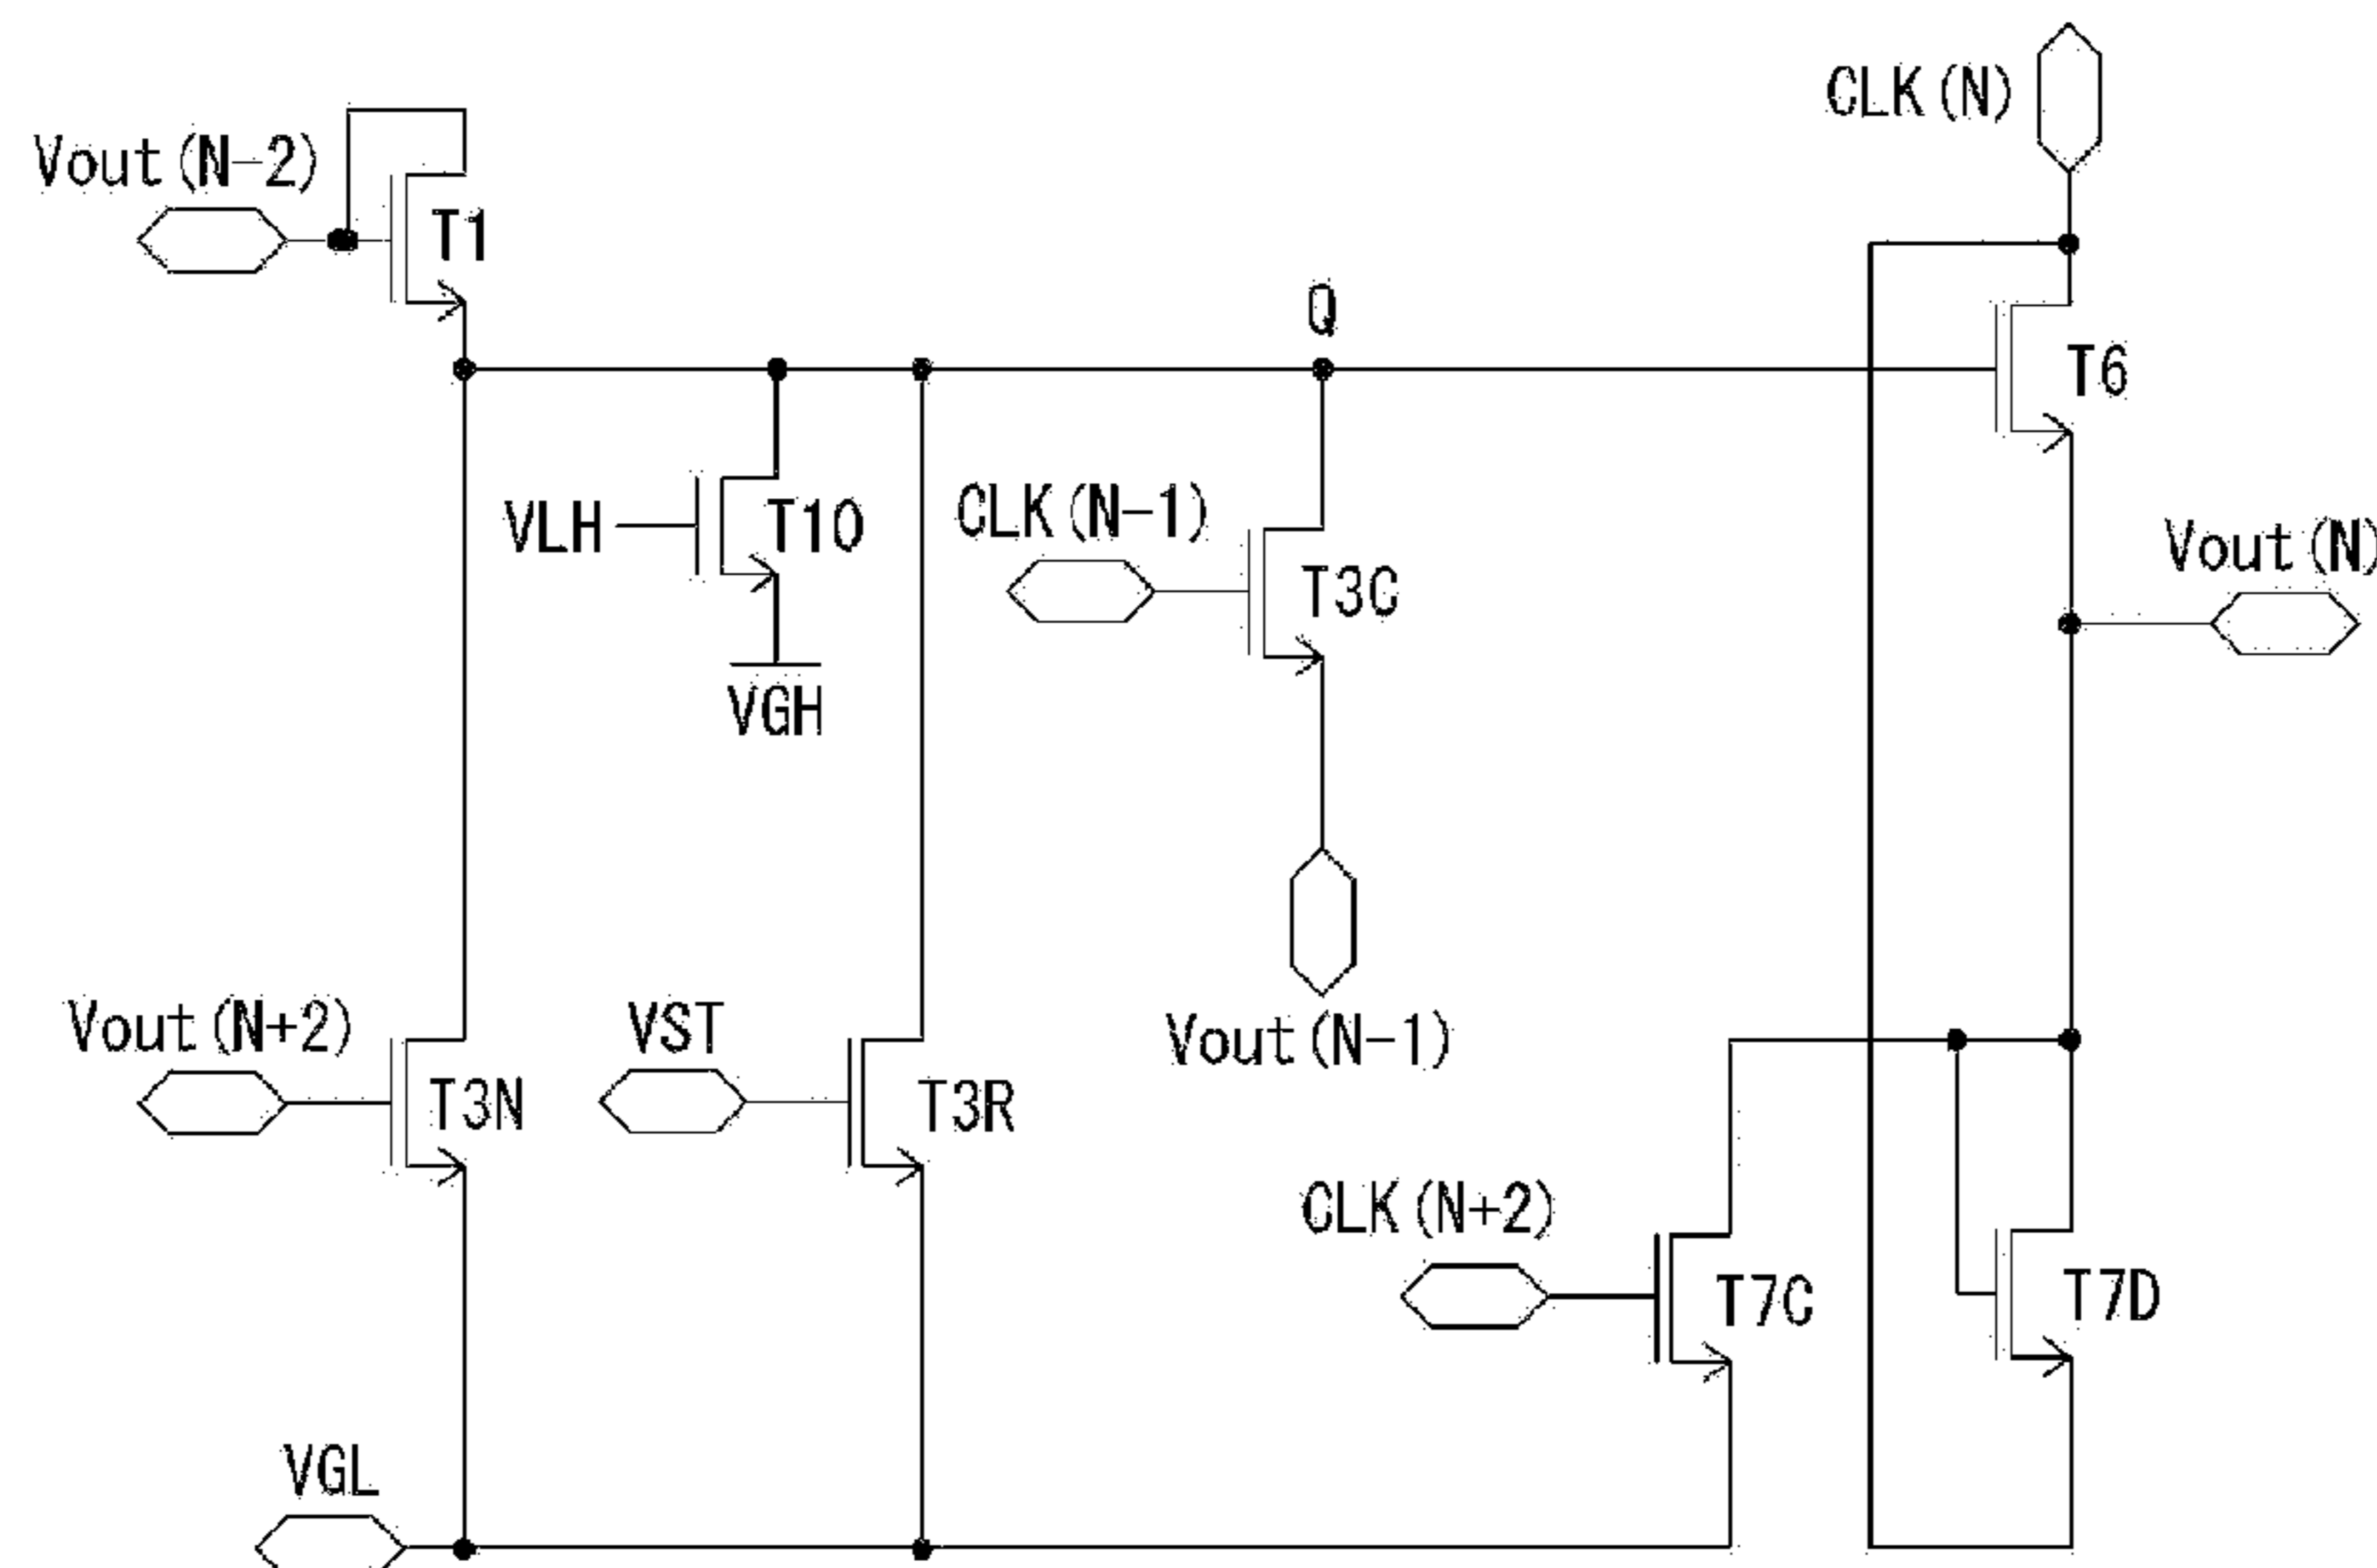 CLK(N)
Vout(N-2)
T1
Q
T6
VLH
T10
CLK(N-1)
T3C
Vout(N)
VGH
Vout(N+2)
VST
Vout(N-1)
T3N
T3R
CLK(N+2)
T7C
T7D
VGL